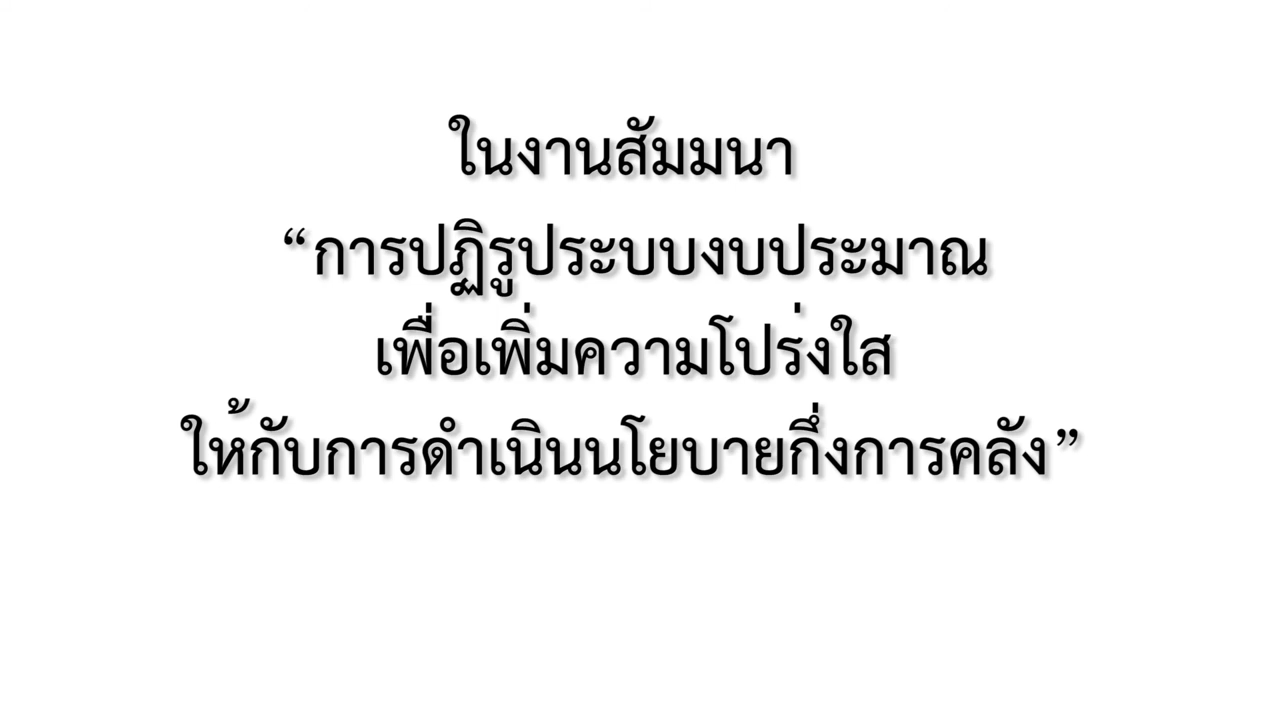 ในงานสัมมนา
“การปฏิรูประบบงบประมาณ
เพื่อเพิ่มความโปร่งใส
ให้กับการดำเนินนโยบายกึ่งการคลัง”